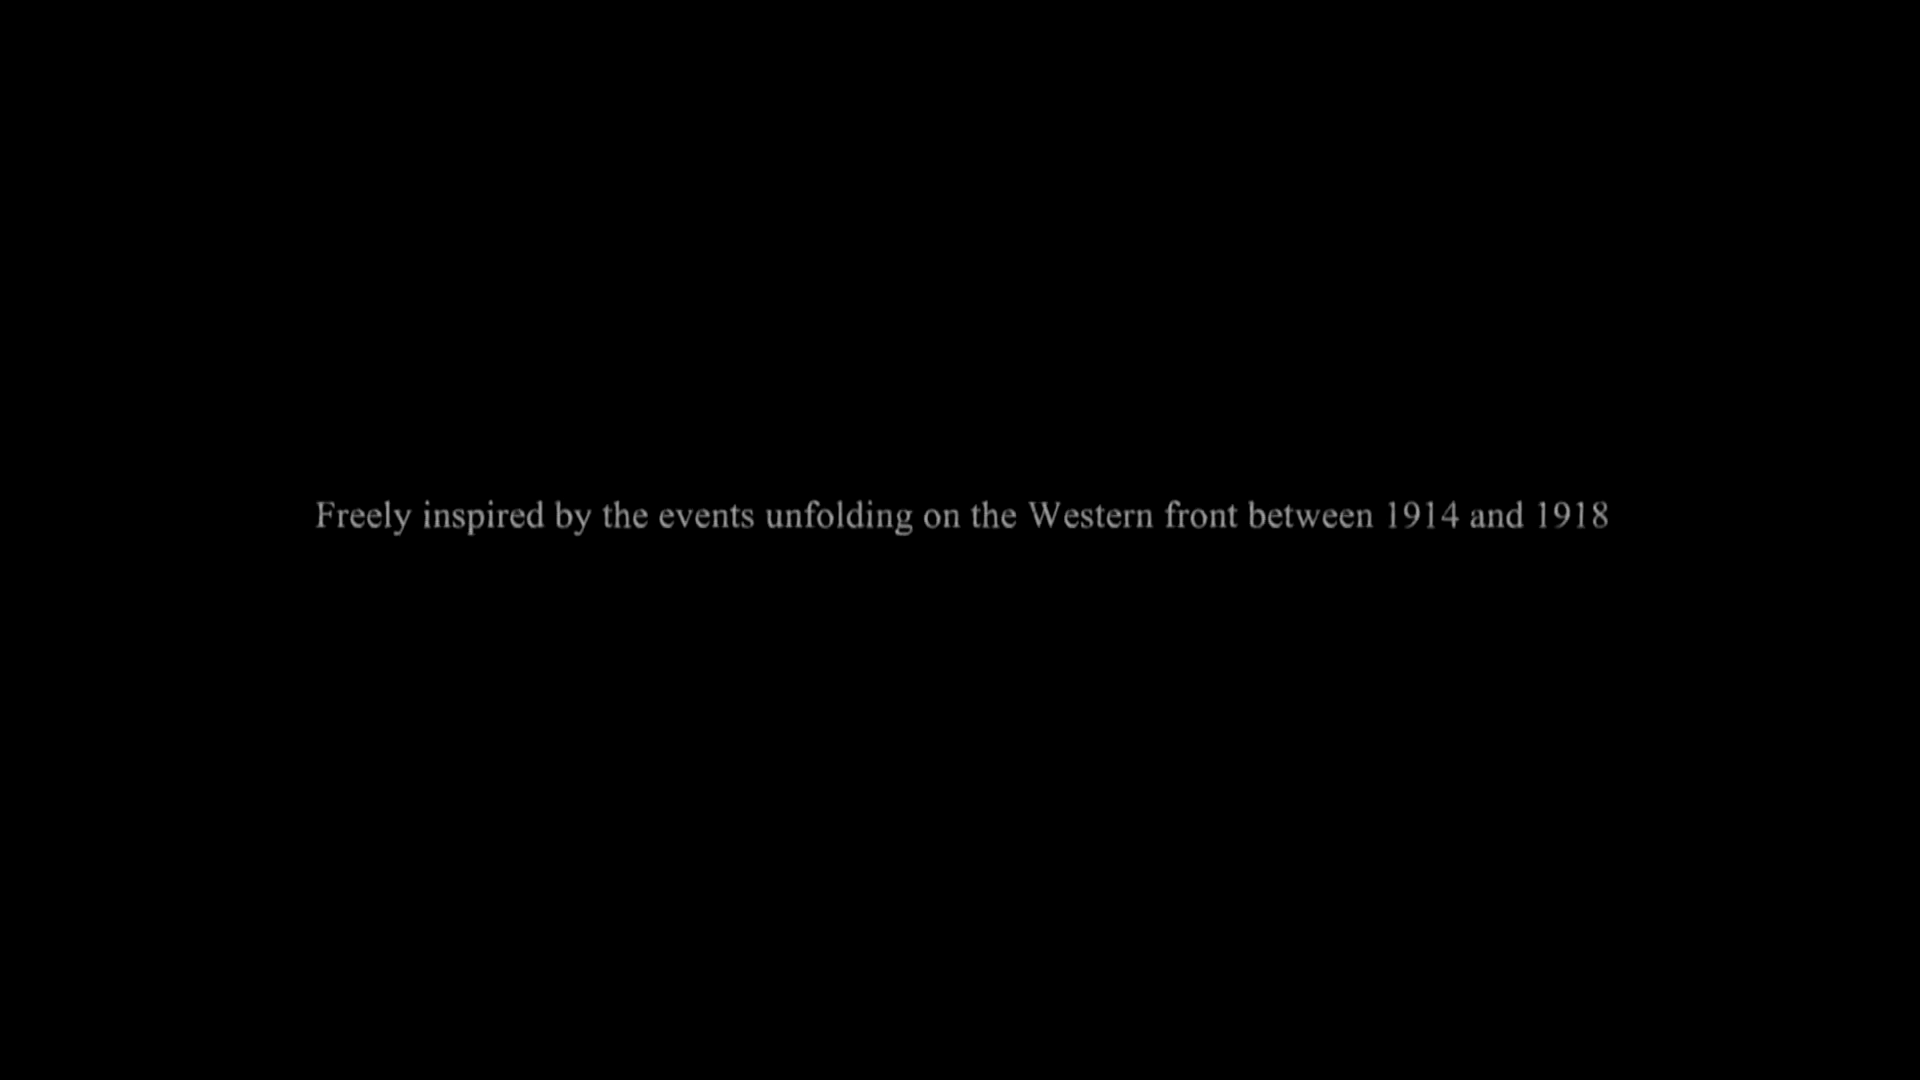 Freely inspired by the events unfolding on the Western front between 1914 and 1918